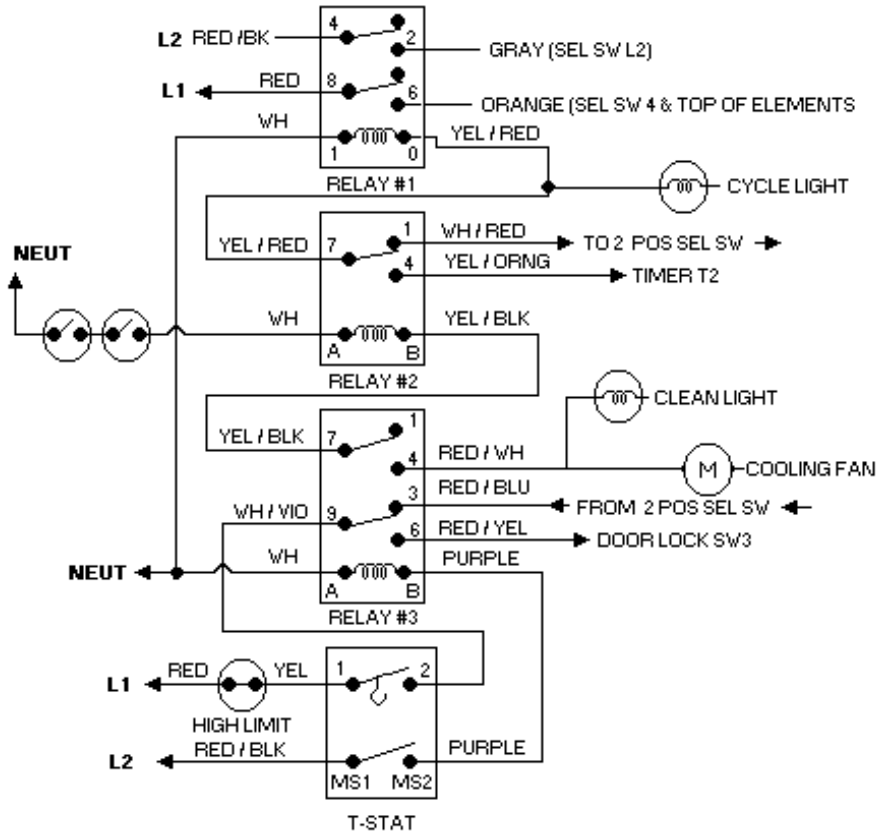 4
L2 RED / BK
2
GRAY (SEL SW L2)
L1
RED
8
6
ORANGE (SEL SW 4 & TOP OF ELEMENTS
WH
YEL / RED
1
0
RELAY #1
CYCLE LIGHT
1
WH / RED
YEL / RED
7
TO 2 POS SEL SW
NEUT
4
YEL / ORNG
TIMER T2
WH
YEL / BLK
A
B
RELAY #2
CLEAN LIGHT
1
YEL / BLK
7
4
RED / WH
M
COOLING FAN
3
RED / BLU
WH / VIO
9
FROM 2 POS SEL SW
6
RED / YEL
DOOR LOCK SW3
NEUT
WH
PURPLE
A
B
RELAY #3
L1
RED
YEL
1
2
HIGH LIMIT
L2
RED / BLK
PURPLE
MS1
MS2
T-STAT